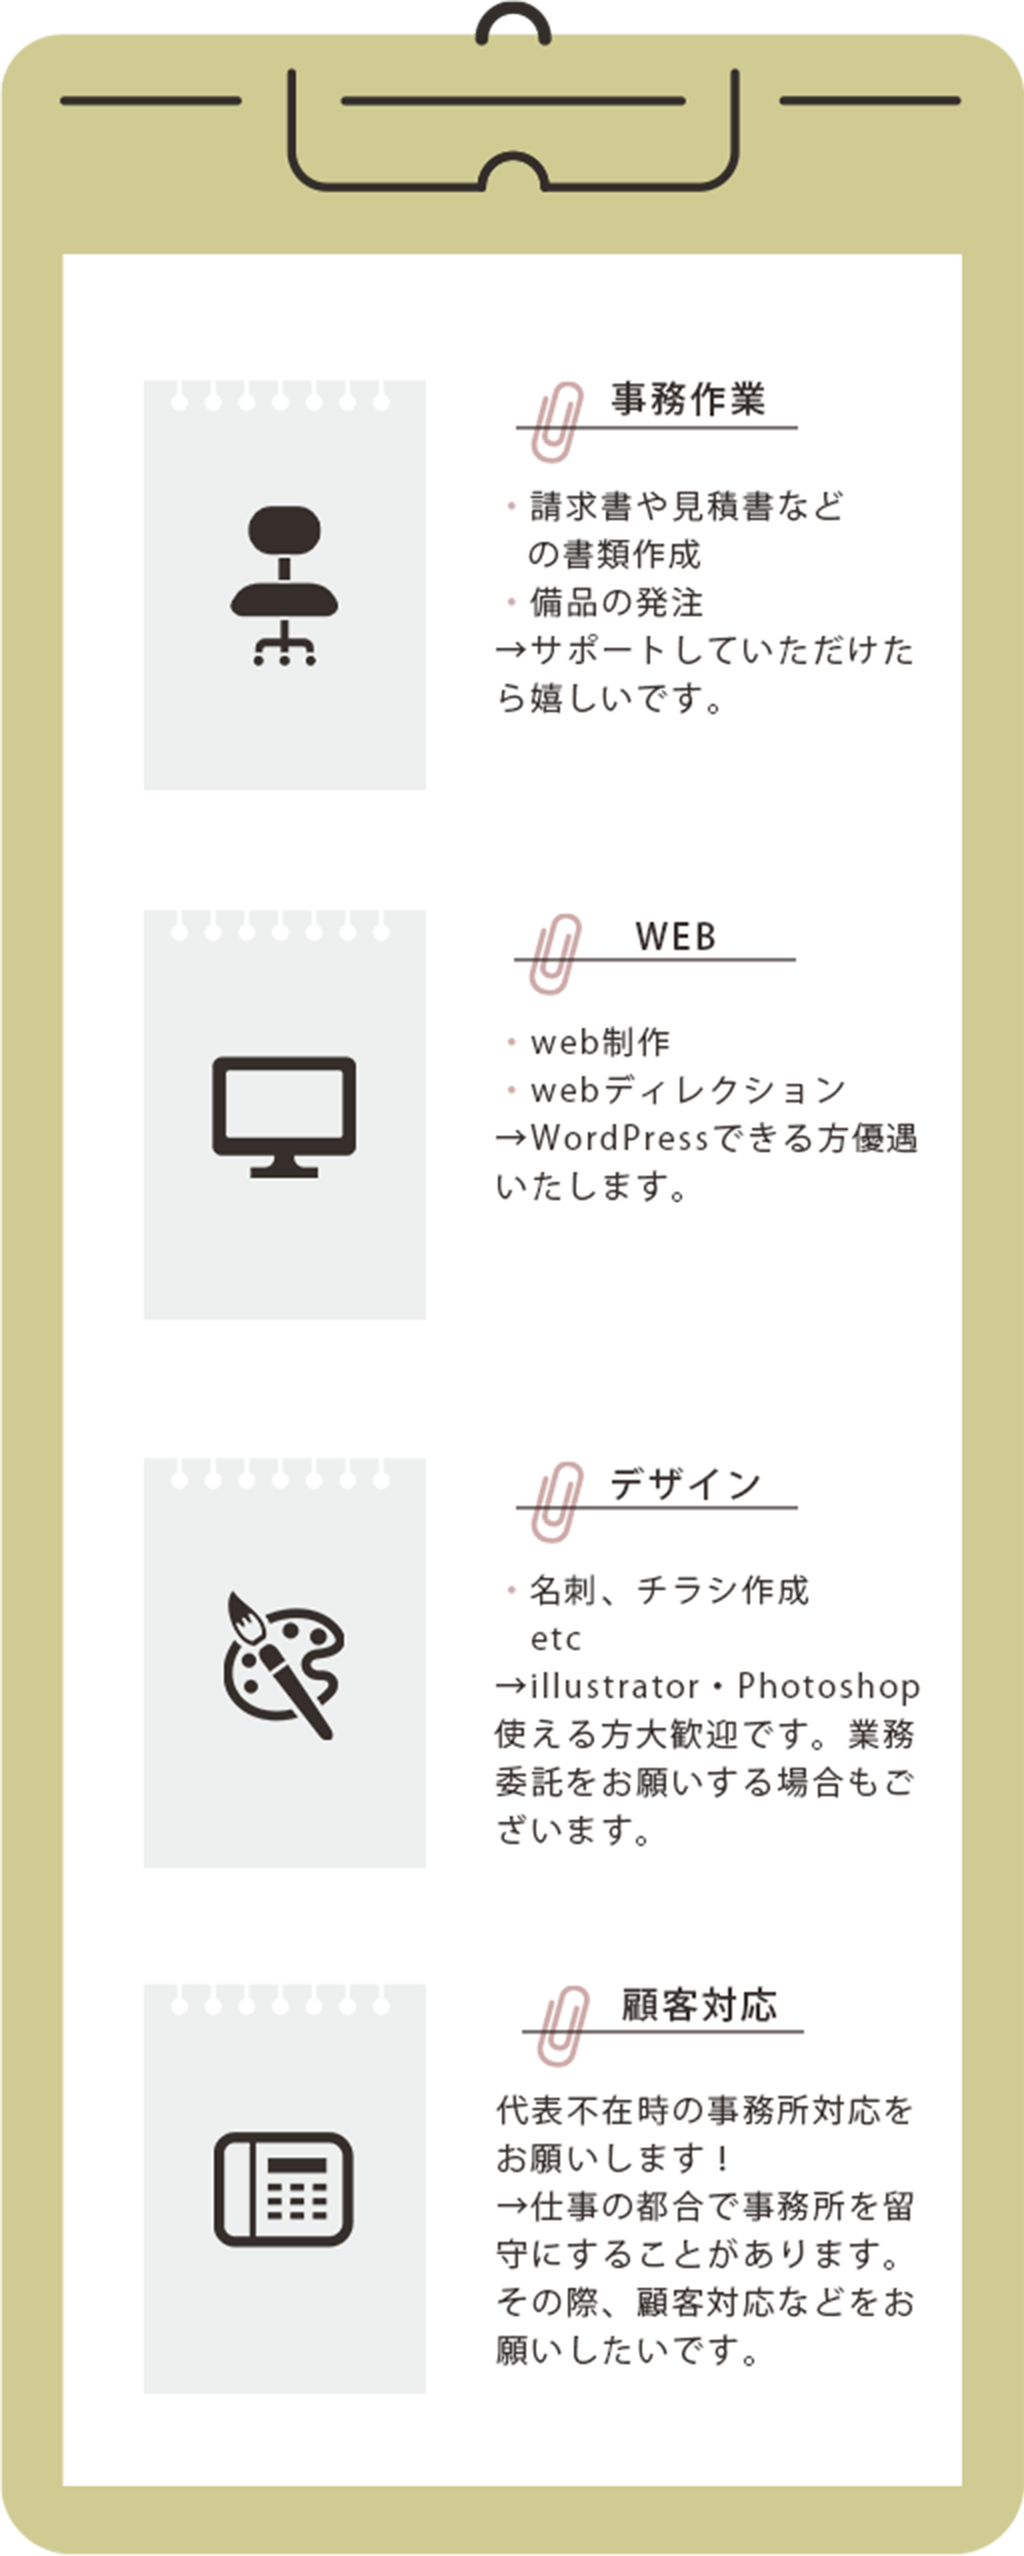 事務作業
・請求書や見積書など
の書類作成
・備品の発注
→サポートしていただけた
ら嬉しいです。
WEB
・web制作
・webディレクション
→WordPressできる方優遇
いたします。
デザイン
・名刺、チラシ作成
etc
→illustrator・Photoshop
使える方大歓迎です。業務
委託をお願いする場合もご
ざいます。
顧客対応
代表不在時の事務所対応を
お願いします！
→仕事の都合で事務所を留
守にすることがあります。
その際、顧客対応などをお
願いしたいです。